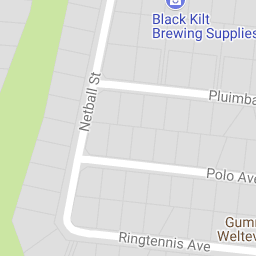 Black Kilt
Brewing Supplies
Netball St
Pluimba
Polo Ave
Ringtennis Ave
Gumm
Weltev